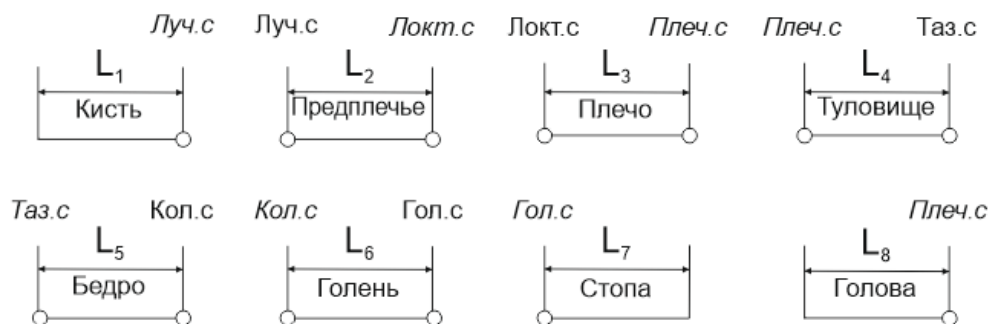 Луч.с Луч.с Локт.с Локт.с Плеч.с Плеч.с Таз.с
L1 L2 L3 L4
Кисть Предплечье Плечо Туловище
Таз.с Кол.с Кол.с Гол.с Гол.с Плеч.с
L5 L6 L7 L8
Бедро Голень Стопа Голова